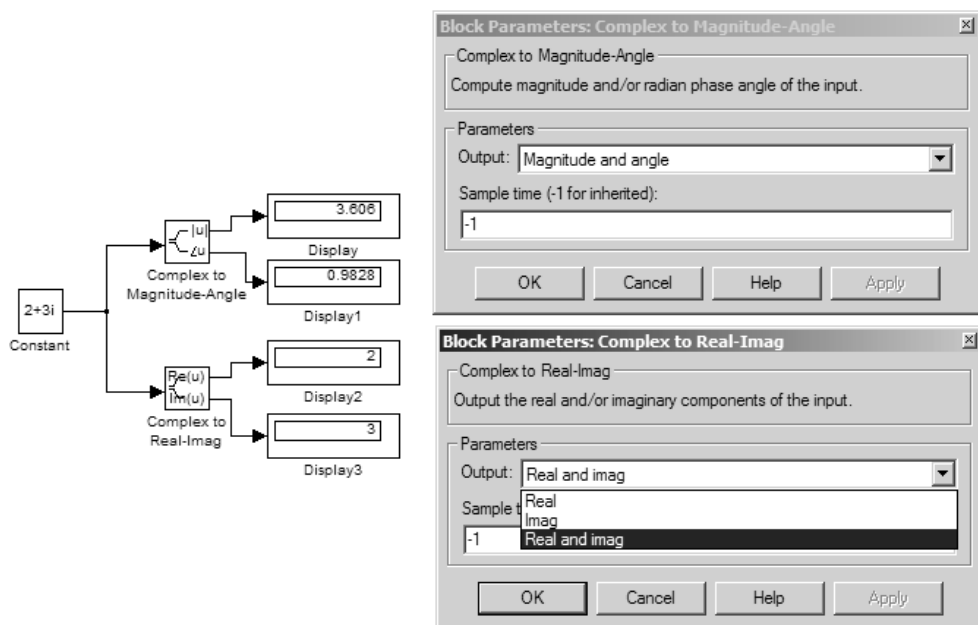 2+3i
Constant
|u|
∠u
Complex to
Magnitude-Angle
3.606
Display
0.9828
Display1
Re(u)
Im(u)
Complex to
Real-Imag
2
Display2
3
Display3
Block Parameters: Complex to Magnitude-Angle
Complex to Magnitude-Angle
Compute magnitude and/or radian phase angle of the input.
Parameters
Output: Magnitude and angle
Sample time (-1 for inherited):
-1
OK Cancel Help Apply
Block Parameters: Complex to Real-Imag
Complex to Real-Imag
Output the real and/or imaginary components of the input.
Parameters
Output: Real and imag
Real
Sample t
Imag
-1
Real and imag
OK Cancel Help Apply